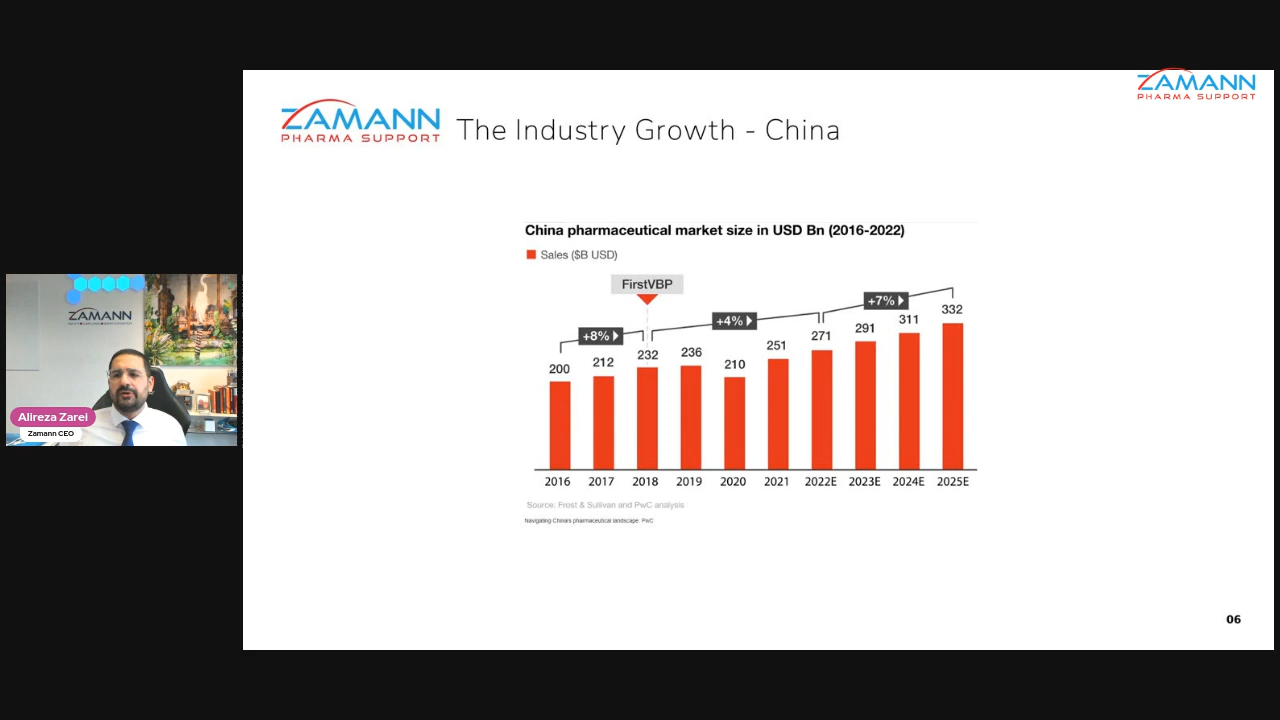 ZAMANN
PHARMA SUPPORT
ZAMANN
PHARMA SUPPORT
The Industry Growth - China
China pharmaceutical market size in USD Bn (2016-2022)
Sales ($B USD)
FirstVBP
+8%
+4%
+7%
200
212
232
236
210
251
271
291
311
332
2016
2017
2018
2019
2020
2021
2022E
2023E
2024E
2025E
Source: Frost & Sullivan and PwC analysis
Navigating China's pharmaceutical landscape: PwC
06
ZAMANN
Alireza Zarei
Zamann CEO